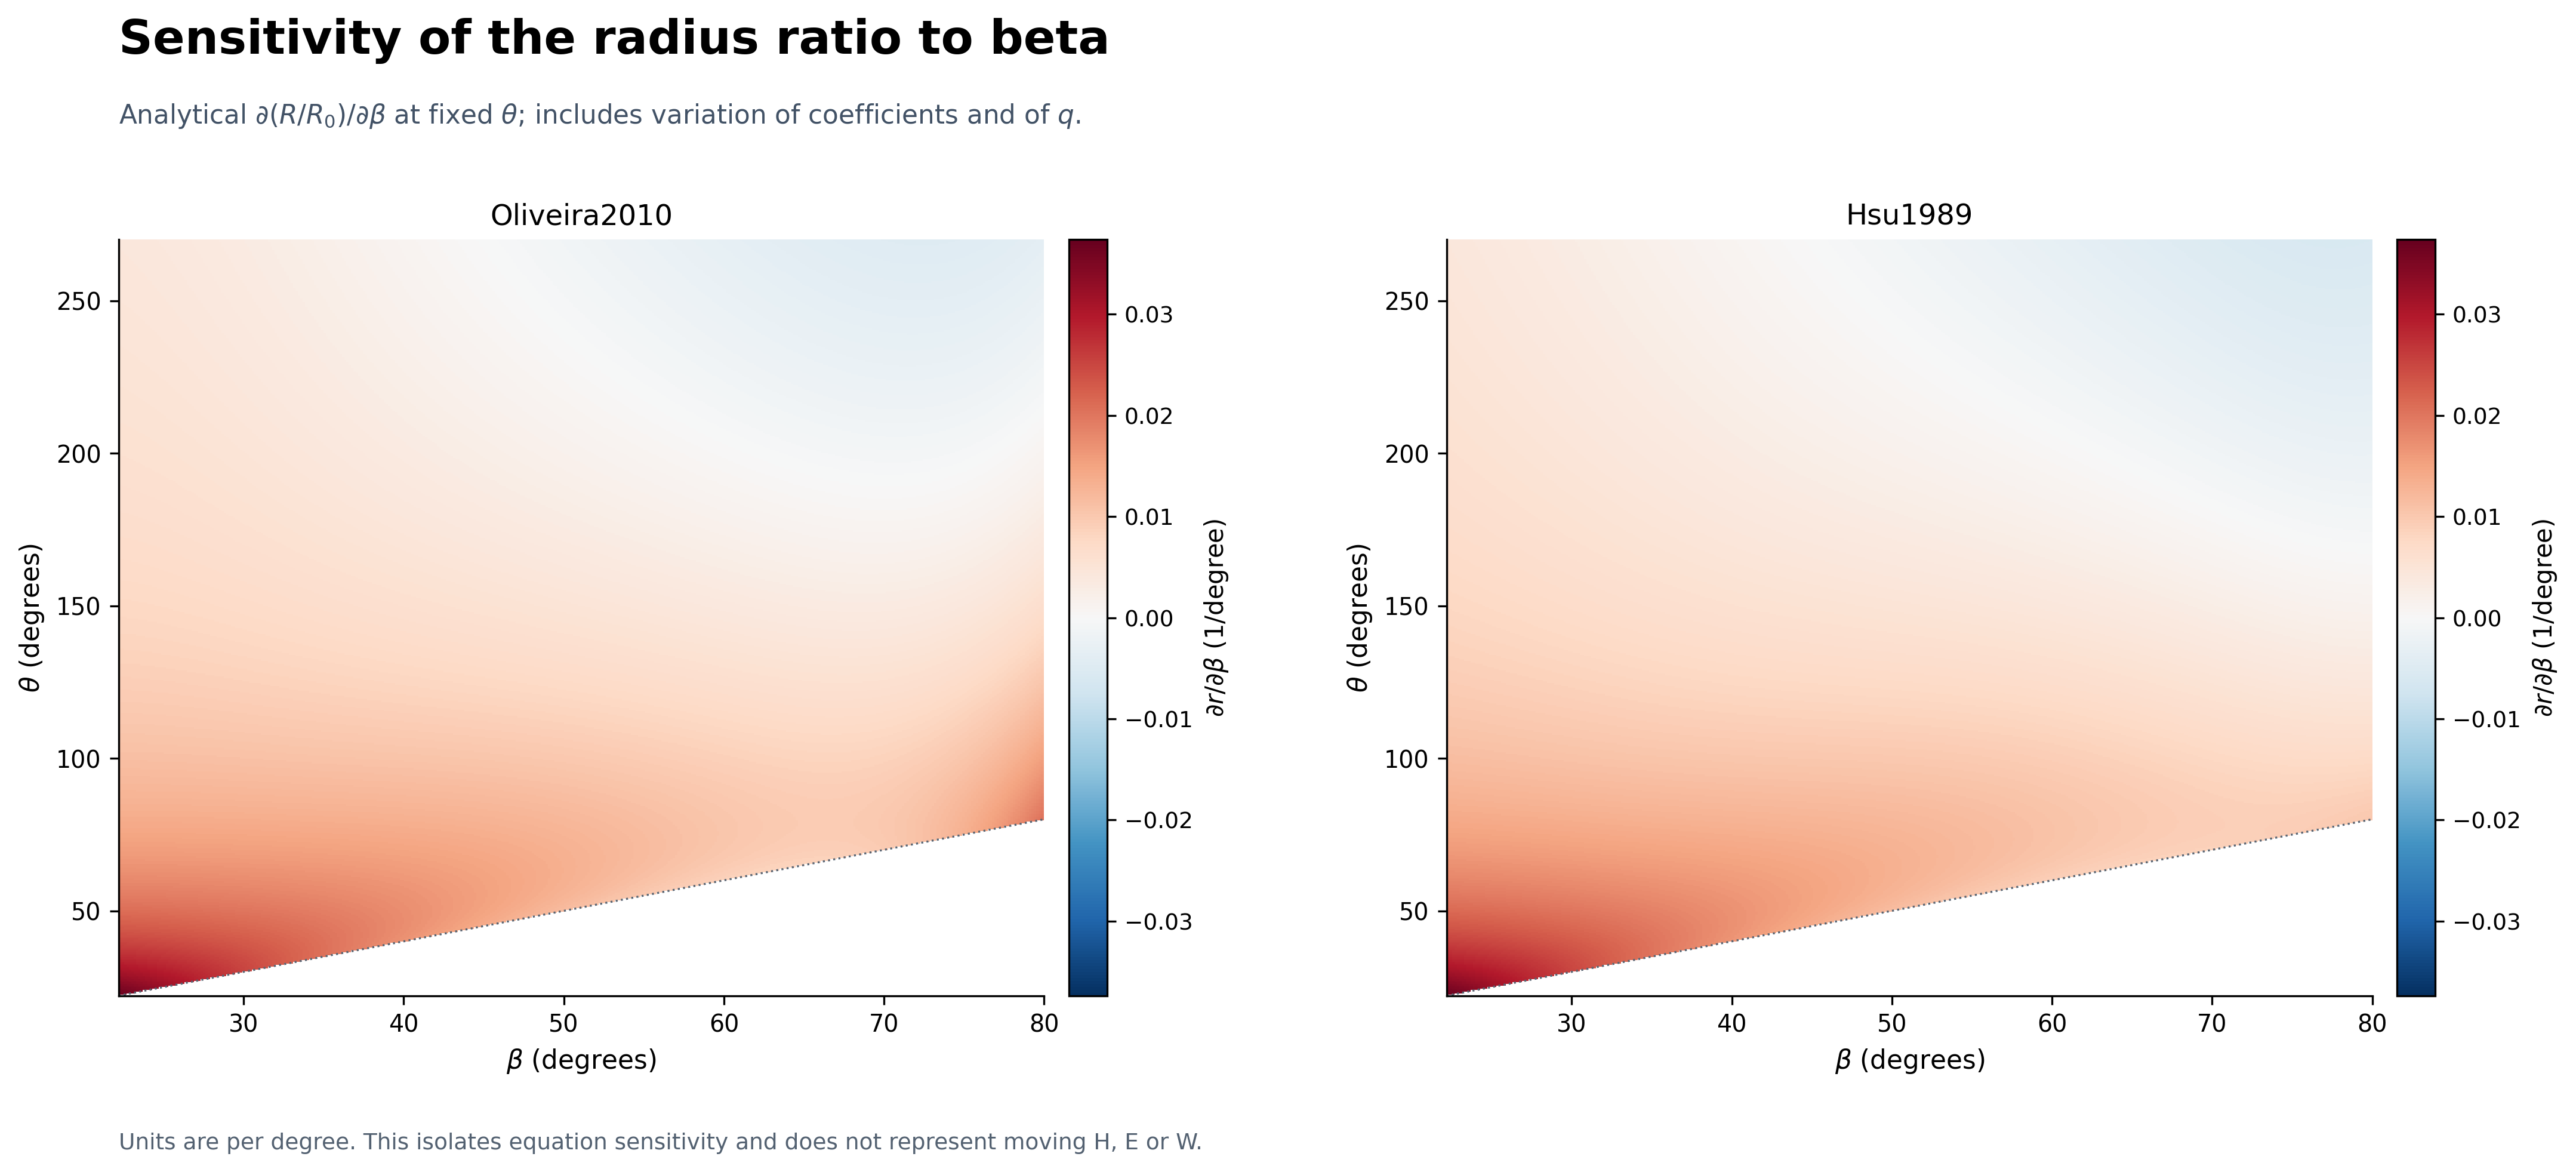 Sensitivity of the radius ratio to beta
Analytical ∂(R/R₀)/∂β at fixed θ; includes variation of coefficients and of q.
Oliveira2010
250
200
150
100
50
θ (degrees)
30 40 50 60 70 80
β (degrees)
0.03
0.02
0.01
0.00
−0.01
−0.02
−0.03
∂r/∂β (1/degree)
Hsu1989
250
200
150
100
50
θ (degrees)
30 40 50 60 70 80
β (degrees)
0.03
0.02
0.01
0.00
−0.01
−0.02
−0.03
∂r/∂β (1/degree)
Units are per degree. This isolates equation sensitivity and does not represent moving H, E or W.